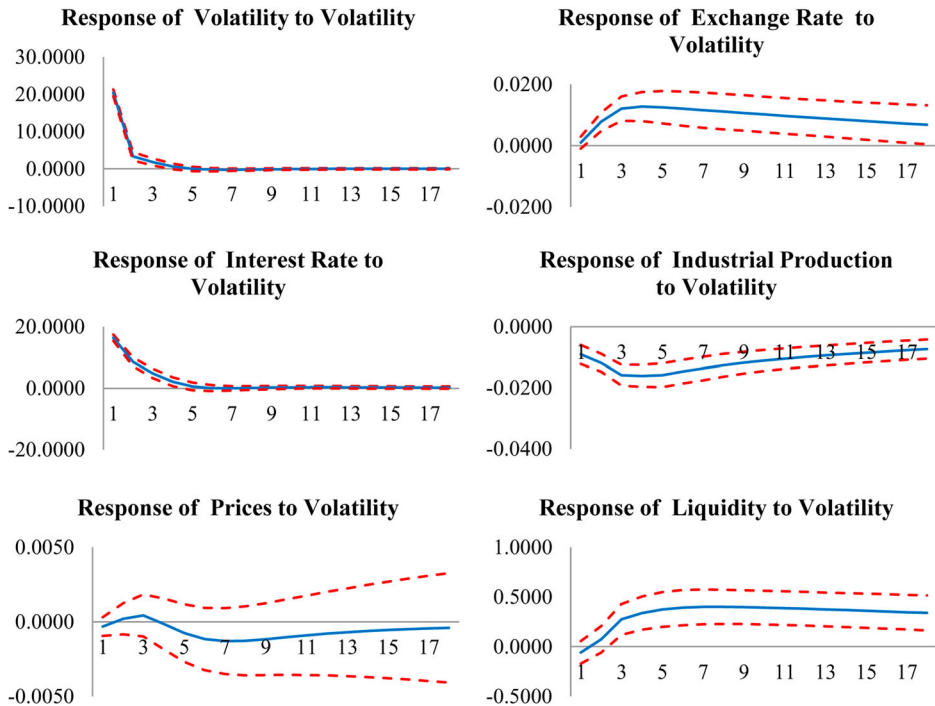 Response of Volatility to Volatility
30.0000
20.0000
10.0000
0.0000
-10.0000
1 3 5 7 9 11 13 15 17
Response of Exchange Rate to
Volatility
0.0200
0.0000
-0.0200
1 3 5 7 9 11 13 15 17
Response of Interest Rate to
Volatility
20.0000
0.0000
-20.0000
1 3 5 7 9 11 13 15 17
Response of Industrial Production
to Volatility
0.0000
-0.0200
-0.0400
1 3 5 7 9 11 13 15 17
Response of Prices to Volatility
0.0050
0.0000
-0.0050
1 3 5 7 9 11 13 15 17
Response of Liquidity to Volatility
1.0000
0.5000
0.0000
-0.5000
1 3 5 7 9 11 13 15 17